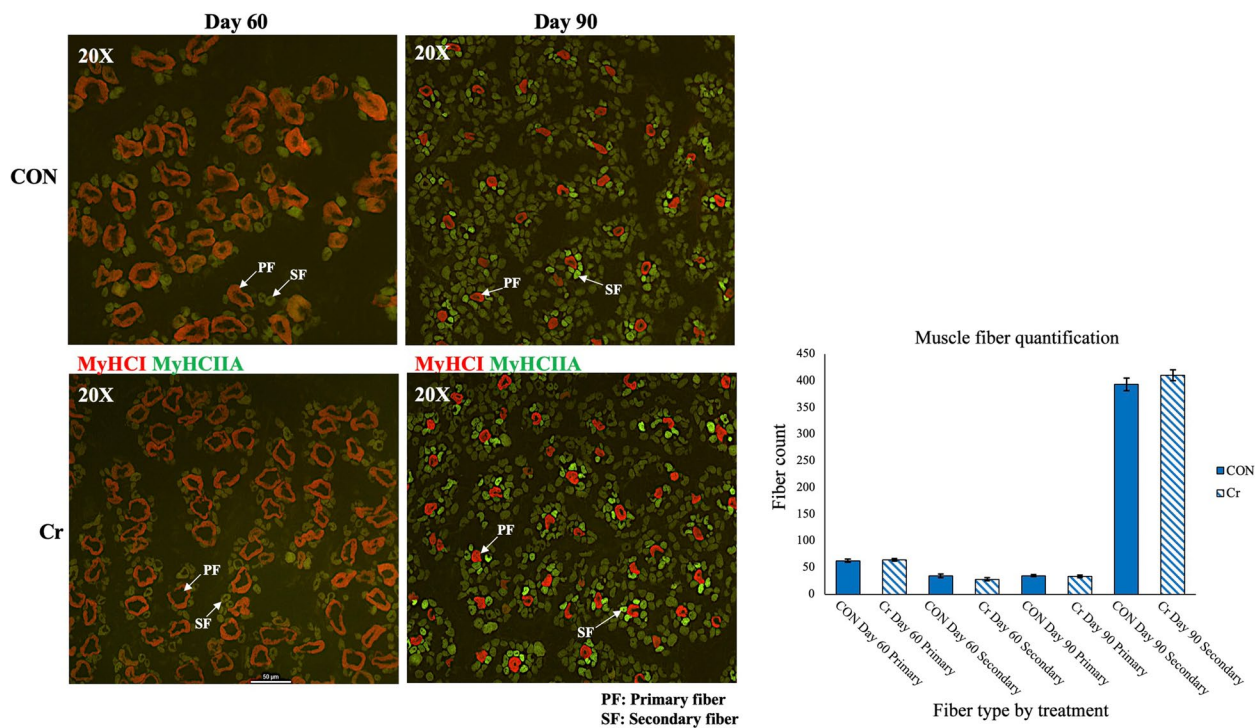 Day 60
Day 90
CON
20X
20X
PF
SF
PF
SF
MyHCI MyHCIIA
MyHCI MyHCIIA
Cr
20X
20X
PF
SF
PF
SF
50 μm
PF: Primary fiber
SF: Secondary fiber
Muscle fiber quantification
Fiber count
450
400
350
300
250
200
150
100
50
0
CON Day 60 Primary
Cr Day 60 Primary
CON Day 60 Secondary
Cr Day 60 Secondary
CON Day 90 Primary
Cr Day 90 Primary
CON Day 90 Secondary
Cr Day 90 Secondary
Fiber type by treatment
CON
Cr